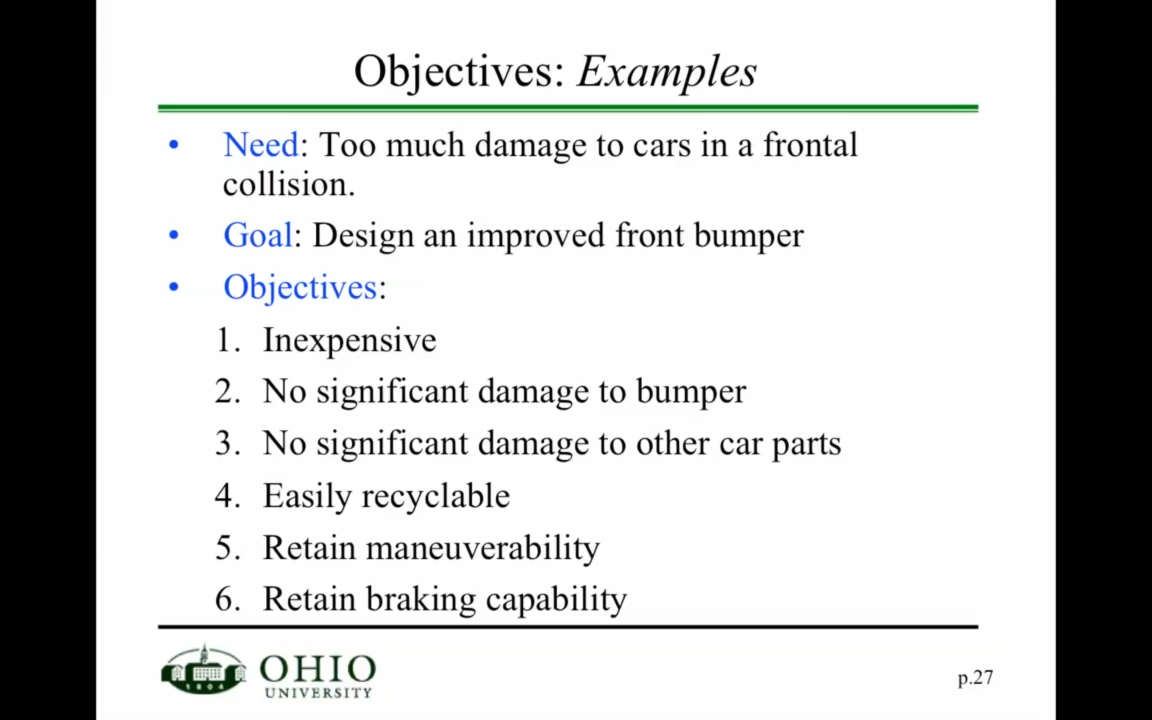 Objectives: Examples
• Need: Too much damage to cars in a frontal
collision.
• Goal: Design an improved front bumper
• Objectives:
1. Inexpensive
2. No significant damage to bumper
3. No significant damage to other car parts
4. Easily recyclable
5. Retain maneuverability
6. Retain braking capability
1804
OHIO
UNIVERSITY
p.27